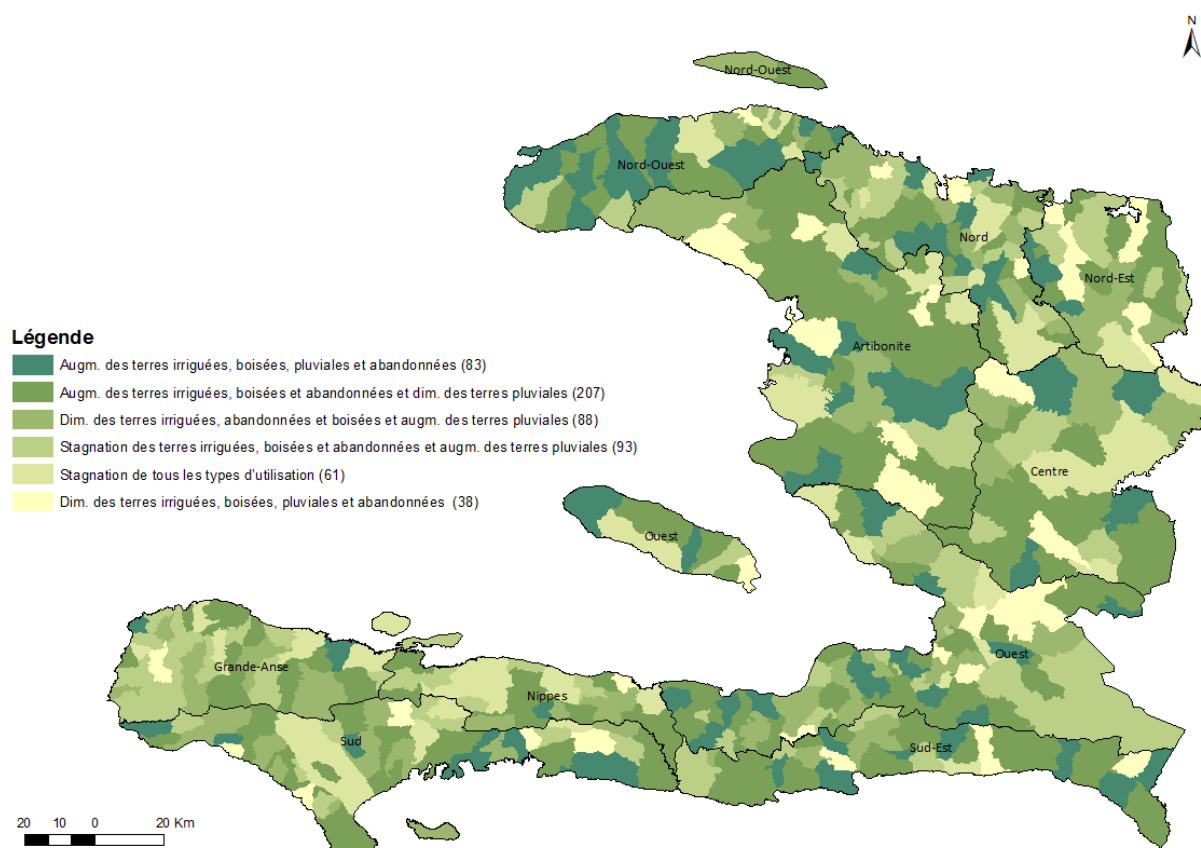 N
Nord-Ouest
Nord-Ouest
Nord
Nord-Est
Artibonite
Légende
Augm. des terres irriguées, boisées, pluviales et abandonnées (83)
Augm. des terres irriguées, boisées et abandonnées et dim. des terres pluviales (207)
Dim. des terres irriguées, abandonnées et boisées et augm. des terres pluviales (88)
Stagnation des terres irriguées, boisées et abandonnées et augm. des terres pluviales (93)
Stagnation de tous les types d'utilisation (61)
Dim. des terres irriguées, boisées, pluviales et abandonnées (38)
Centre
Ouest
Ouest
Grande-Anse
Nippes
Sud
Sud-Est
20 10 0 20 Km